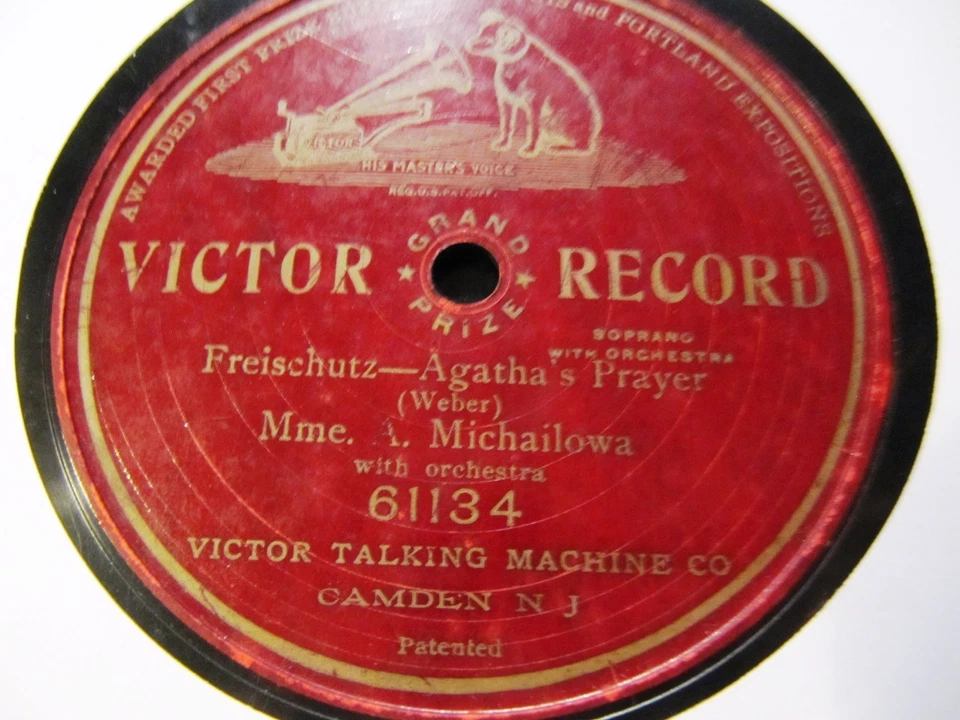 AWARDED FIRST PRIZE
and PORTLAND EXPOSITIONS
VICTOR
HIS MASTER'S VOICE
REG.U.S.PAT.OFF.
VICTOR RECORD
GRAND
PRIZE
SOPRANO
WITH ORCHESTRA
Freischutz—Agatha's Prayer
(Weber)
Mme. A. Michailowa
with orchestra
61134
VICTOR TALKING MACHINE CO
CAMDEN N J
Patented